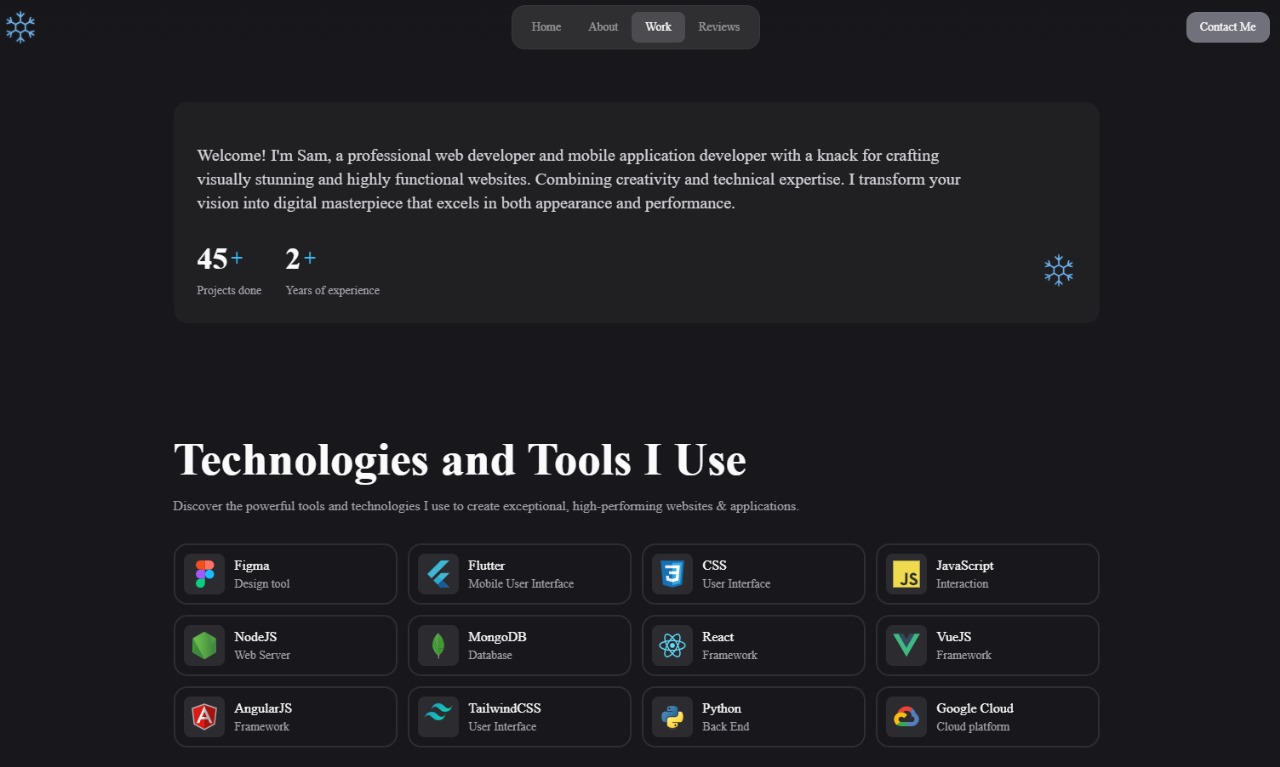 Home About Work Reviews Contact Me
Welcome! I'm Sam, a professional web developer and mobile application developer with a knack for crafting
visually stunning and highly functional websites. Combining creativity and technical expertise. I transform your
vision into digital masterpiece that excels in both appearance and performance.
45+ 2+
Projects done Years of experience
Technologies and Tools I Use
Discover the powerful tools and technologies I use to create exceptional, high-performing websites & applications.
Figma
Design tool
Flutter
Mobile User Interface
CSS
User Interface
JS
JavaScript
Interaction
NodeJS
Web Server
MongoDB
Database
React
Framework
VueJS
Framework
AngularJS
Framework
TailwindCSS
User Interface
Python
Back End
Google Cloud
Cloud platform